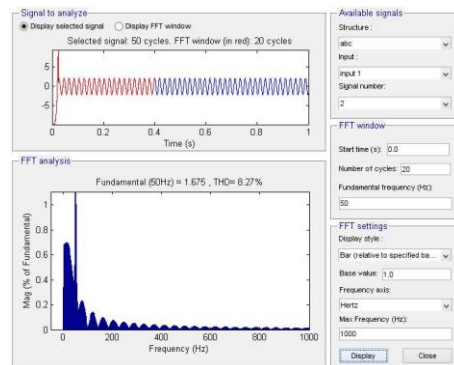 Signal to analyze
Display selected signal Display FFT window
Selected signal: 50 cycles. FFT window (in red): 20 cycles
5
0
-5
0 0.2 0.4 0.6 0.8 1
Time (s)
FFT analysis
Fundamental (50Hz) = 1.675 , THD= 8.27%
Mag (% of Fundamental)
1
0.8
0.6
0.4
0.2
0
0 200 400 600 800 1000
Frequency (Hz)
Available signals
Structure :
abc
Input :
input 1
Signal number:
2
FFT window
Start time (s): 0.0
Number of cycles: 20
Fundamental frequency (Hz):
50
FFT settings
Display style :
Bar (relative to specified ba...
Base value: 1.0
Frequency axis:
Hertz
Max Frequency (Hz):
1000
Display Close